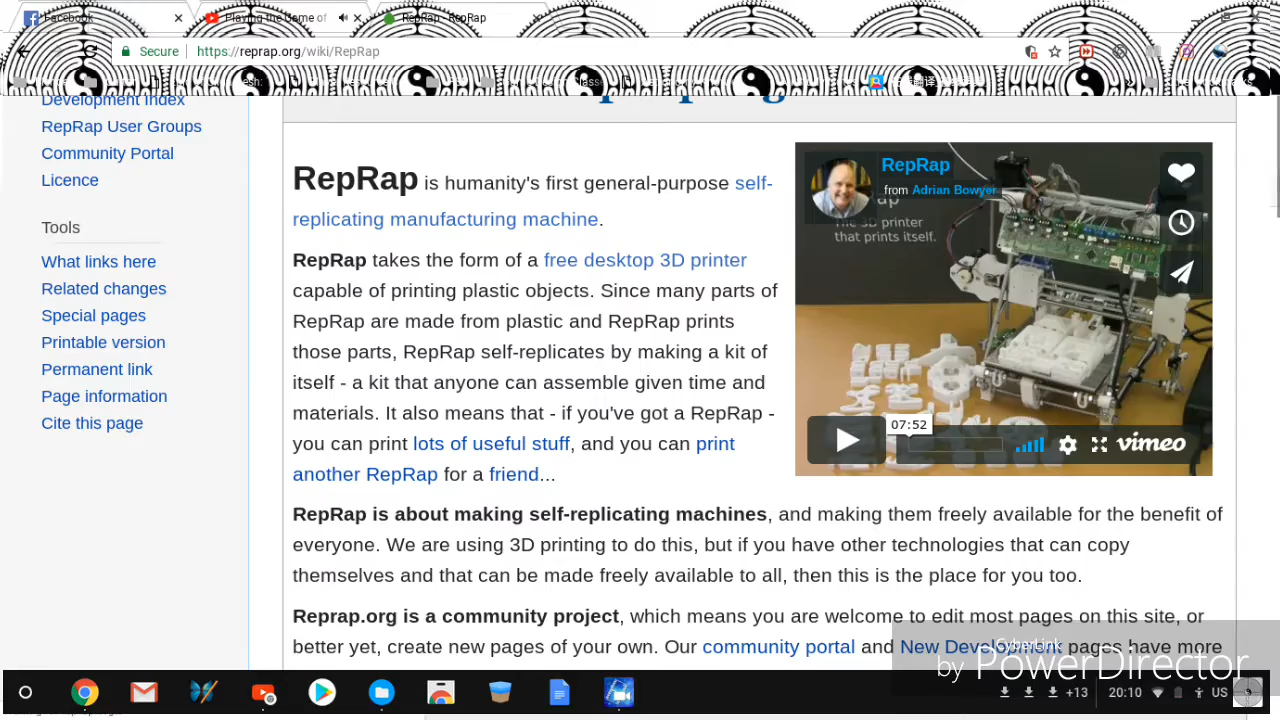 Facebook
Playing the Game of
RepRap - RepRap
Secure
https://reprap.org/wiki/RepRap
Development Index
RepRap User Groups
Community Portal
Licence
Tools
What links here
Related changes
Special pages
Printable version
Permanent link
Page information
Cite this page
RepRap is humanity's first general-purpose self-
replicating manufacturing machine.
RepRap takes the form of a free desktop 3D printer
capable of printing plastic objects. Since many parts of
RepRap are made from plastic and RepRap prints
those parts, RepRap self-replicates by making a kit of
itself - a kit that anyone can assemble given time and
materials. It also means that - if you've got a RepRap -
you can print lots of useful stuff, and you can print
another RepRap for a friend...
RepRap
from Adrian Bowyer
The 3D printer
that prints itself.
07:52
vimeo
RepRap is about making self-replicating machines, and making them freely available for the benefit of
everyone. We are using 3D printing to do this, but if you have other technologies that can copy
themselves and that can be made freely available to all, then this is the place for you too.
Reprap.org is a community project, which means you are welcome to edit most pages on this site, or
better yet, create new pages of your own. Our community portal and New Development pages have more
CyberLink
by PowerDirector
+13
20:10
US